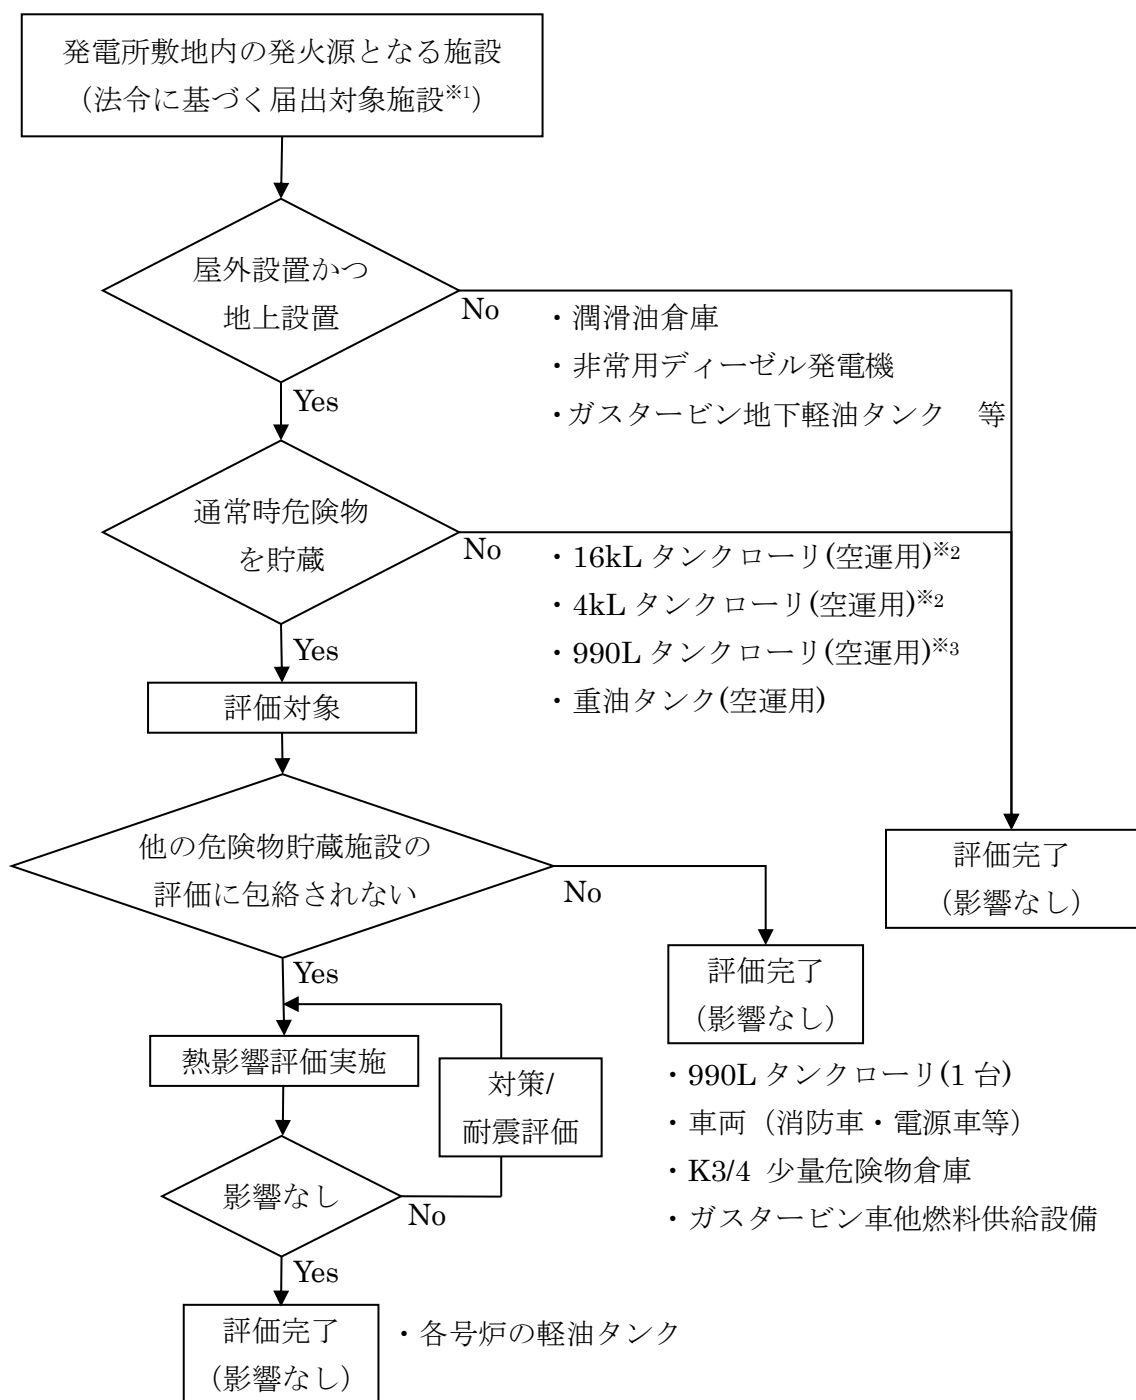 発電所敷地内の発火源となる施設
(法令に基づく届出対象施設※1)
屋外設置かつ
地上設置
No
・潤滑油倉庫
・非常用ディーゼル発電機
・ガスタービン地下軽油タンク 等
Yes
通常時危険物
を貯蔵
No
・16kL タンクローリ(空運用)※2
・4kL タンクローリ(空運用)※2
・990L タンクローリ(空運用)※3
・重油タンク(空運用)
Yes
評価対象
他の危険物貯蔵施設の
評価に包絡されない
No
評価完了
(影響なし)
Yes
評価完了
(影響なし)
・990L タンクローリ(1 台)
・車両(消防車・電源車等)
・K3/4 少量危険物倉庫
・ガスタービン車他燃料供給設備
熱影響評価実施
対策/
耐震評価
影響なし
No
Yes
評価完了
(影響なし)
・各号炉の軽油タンク